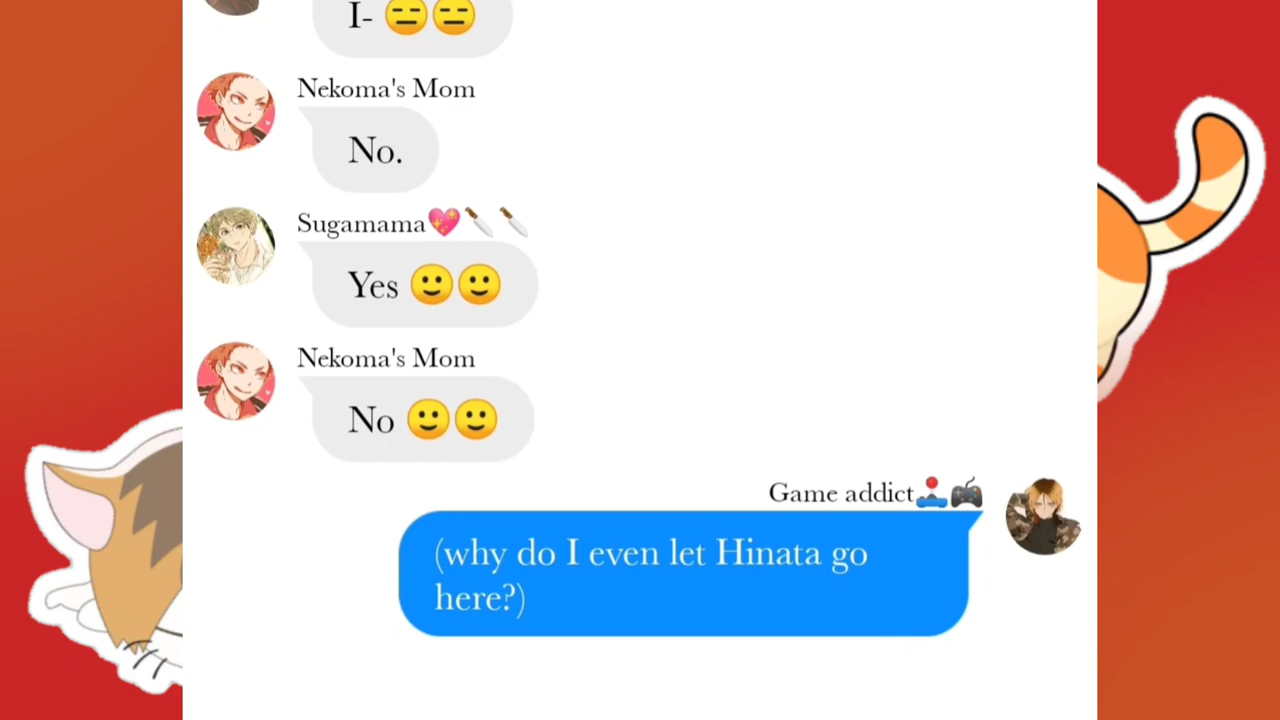 I- 😑😑
Nekoma's Mom
No.
Sugamama💖🔪🔪
Yes 🙂🙂
Nekoma's Mom
No 🙂🙂
Game addict🕹️🎮
(why do I even let Hinata go
here?)